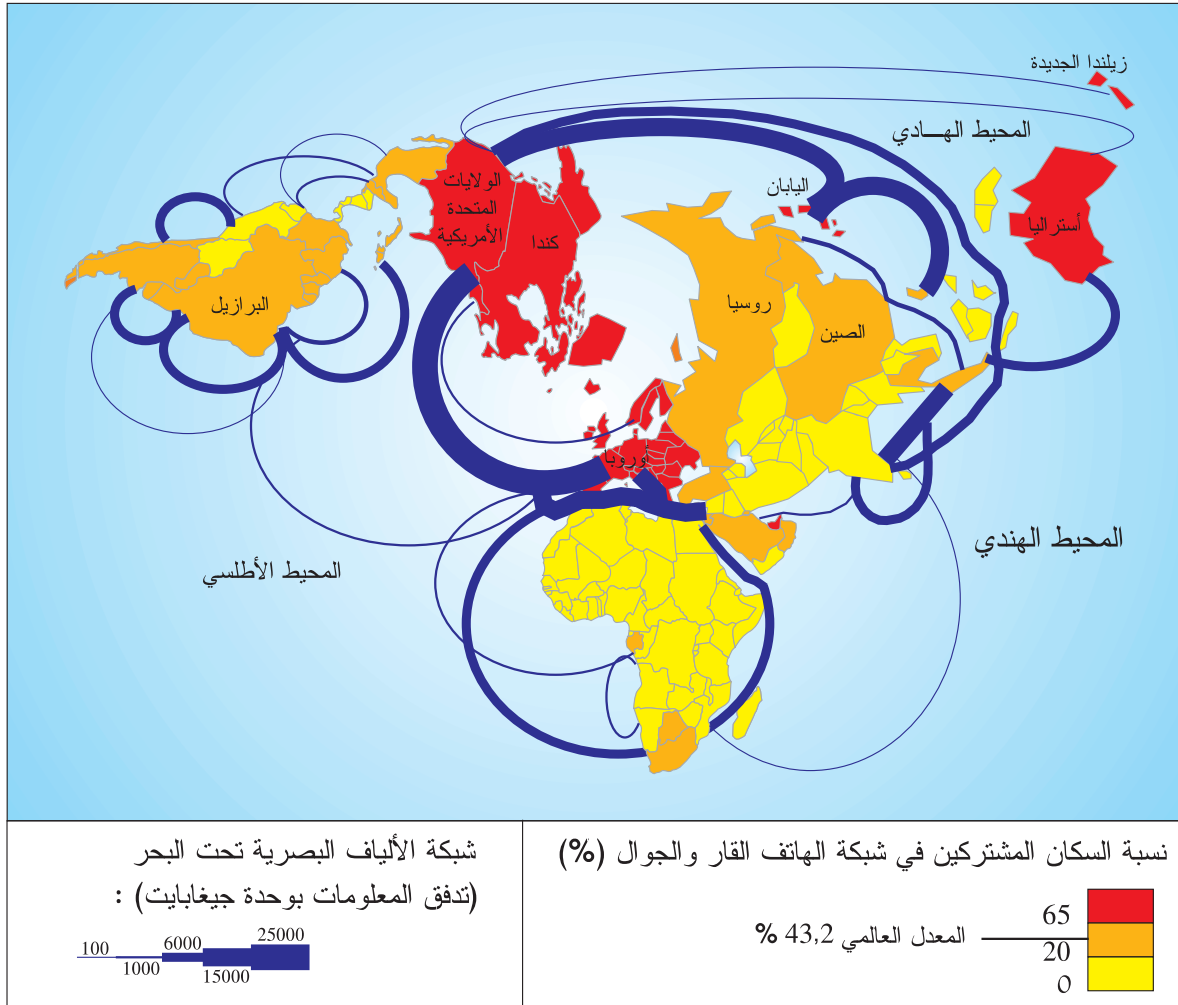 زيلندا الجديدة
المحيط الهـــادي
اليابان
أستراليا
الولايات
المتحدة
الأمريكية
كندا
روسيا
الصين
البرازيل
أوروبا
المحيط الهندي
المحيط الأطلسي
نسبة السكان المشتركين في شبكة الهاتف القار والجوال (%)
65
المعدل العالمي 43,2 %
20
0
شبكة الألياف البصرية تحت البحر
(تدفق المعلومات بوحدة جيغابايت) :
100
1000
6000
15000
25000